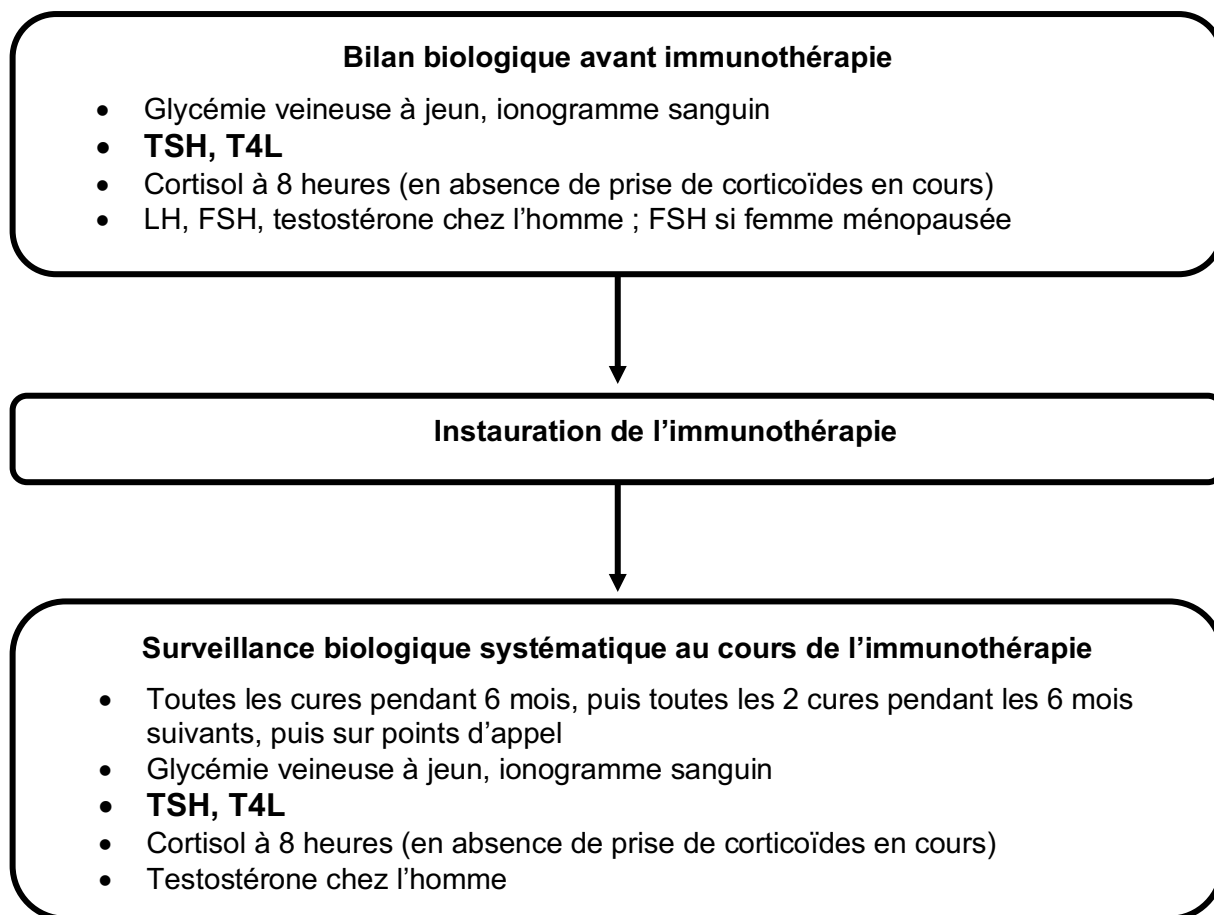 Bilan biologique avant immunothérapie
• Glycémie veineuse à jeun, ionogramme sanguin
• TSH, T4L
• Cortisol à 8 heures (en absence de prise de corticoïdes en cours)
• LH, FSH, testostérone chez l’homme ; FSH si femme ménopausée
Instauration de l’immunothérapie
Surveillance biologique systématique au cours de l’immunothérapie
• Toutes les cures pendant 6 mois, puis toutes les 2 cures pendant les 6 mois
suivants, puis sur points d’appel
• Glycémie veineuse à jeun, ionogramme sanguin
• TSH, T4L
• Cortisol à 8 heures (en absence de prise de corticoïdes en cours)
• Testostérone chez l’homme